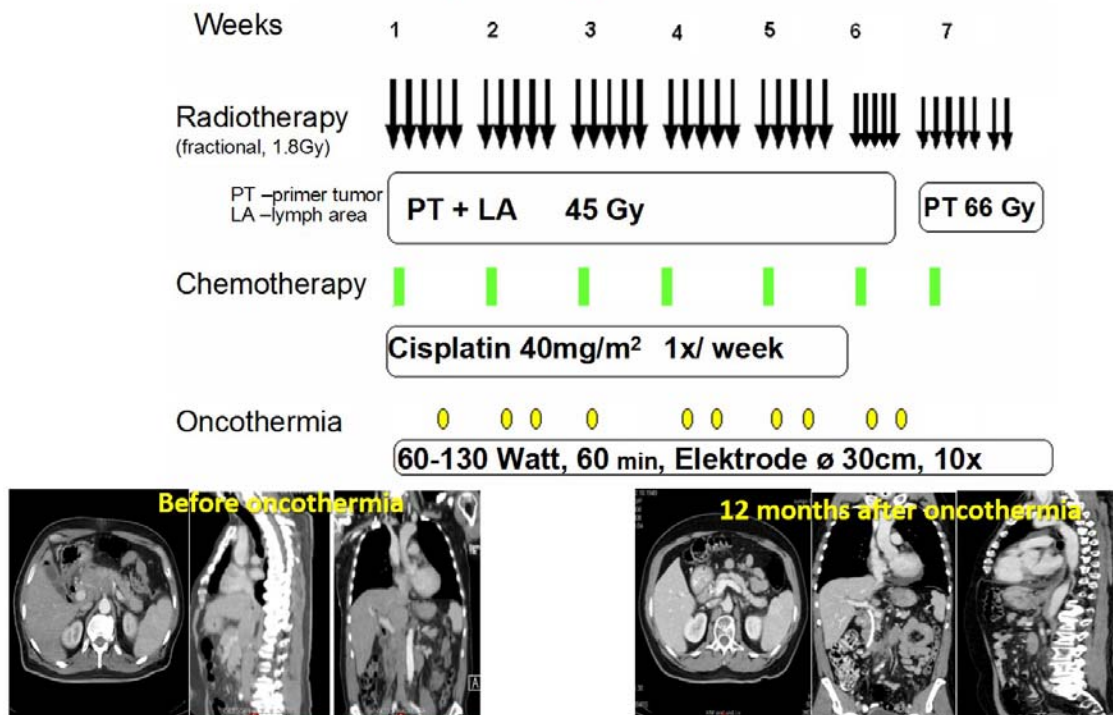 Weeks 1 2 3 4 5 6 7
Radiotherapy
(fractional, 1.8Gy)
PT –primer tumor
LA –lymph area
PT + LA 45 Gy
PT 66 Gy
Chemotherapy
Cisplatin 40mg/m² 1x/ week
Oncothermia
60-130 Watt, 60 min, Elektrode ø 30cm, 10x
Before oncothermia
12 months after oncothermia
A